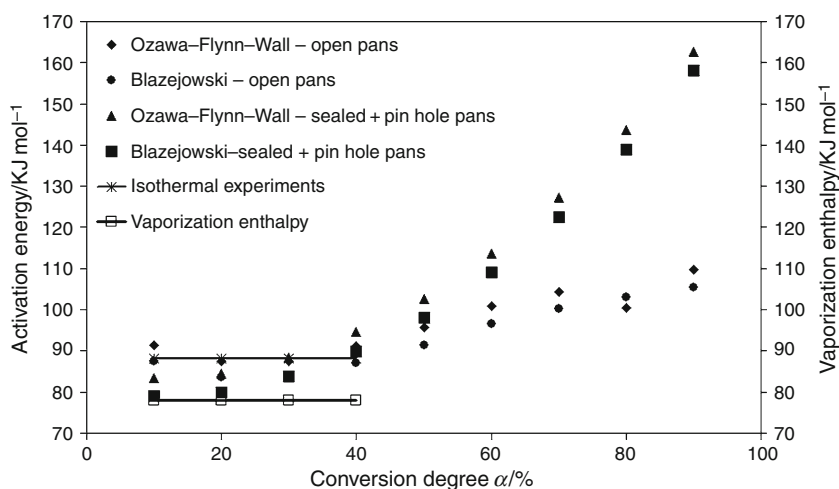 170
160
150
140
130
120
110
100
90
80
70
Activation energy/KJ mol⁻¹
Ozawa–Flynn–Wall – open pans
Blazejowski – open pans
Ozawa–Flynn–Wall – sealed + pin hole pans
Blazejowski–sealed + pin hole pans
Isothermal experiments
Vaporization enthalpy
170
160
150
140
130
120
110
100
90
80
70
Vaporization enthalpy/KJ mol⁻¹
0 20 40 60 80 100
Conversion degree α/%